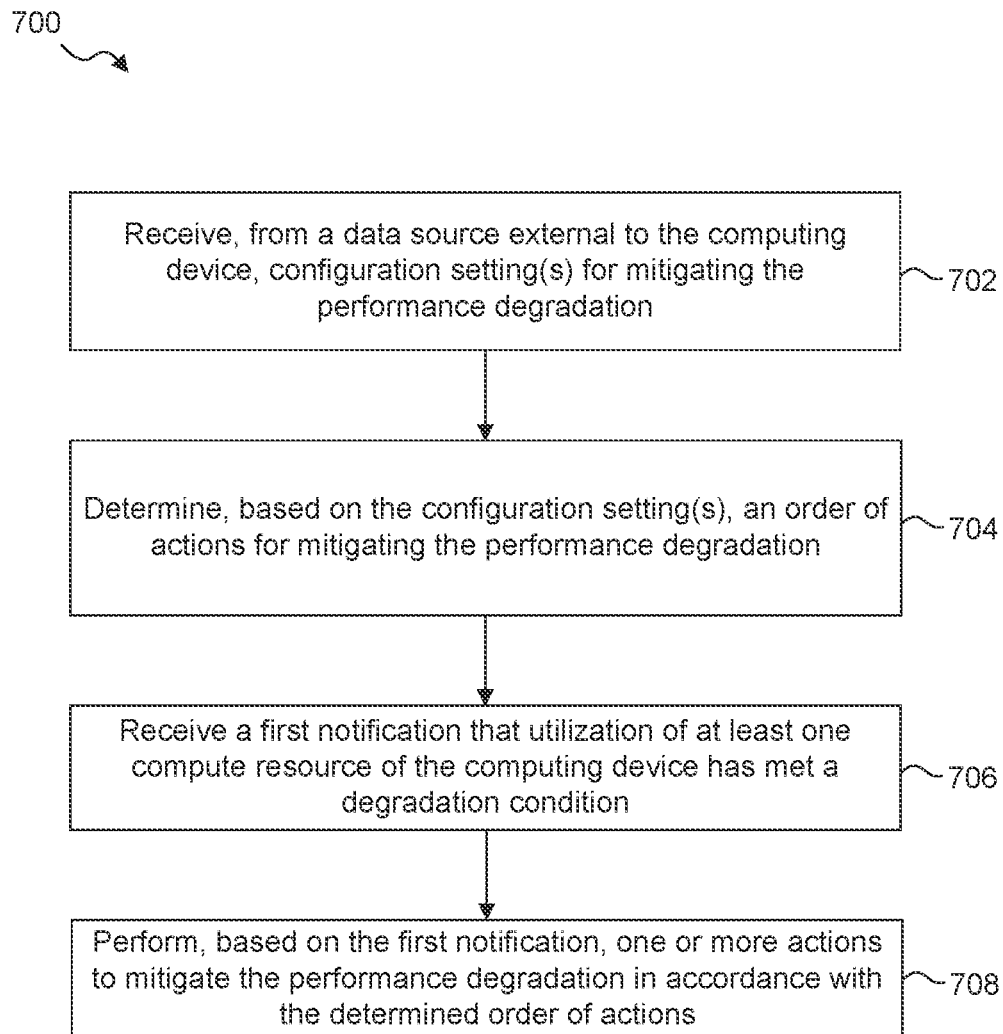 700
Receive, from a data source external to the computing
device, configuration setting(s) for mitigating the
performance degradation
702
Determine, based on the configuration setting(s), an order of
actions for mitigating the performance degradation
704
Receive a first notification that utilization of at least one
compute resource of the computing device has met a
degradation condition
706
Perform, based on the first notification, one or more actions
to mitigate the performance degradation in accordance with
the determined order of actions
708